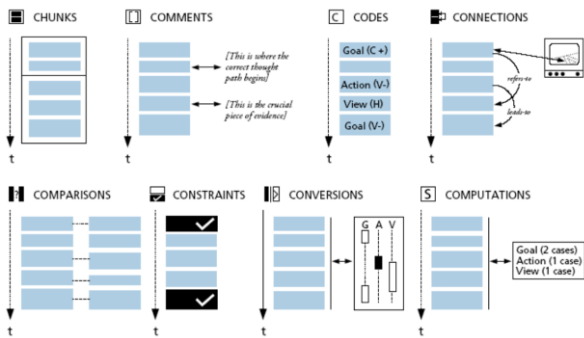 CHUNKS
[ ] COMMENTS
C CODES
CONNECTIONS
[This is where the
correct thought
path begins]
[This is the crucial
piece of evidence]
Goal (C +)
Action (V-)
View (H)
Goal (V-)
refers-to
leads-to
t
t
t
t
? COMPARISONS
CONSTRAINTS
CONVERSIONS
S COMPUTATIONS
G A V
Goal (2 cases)
Action (1 case)
View (1 case)
t
t
t
t